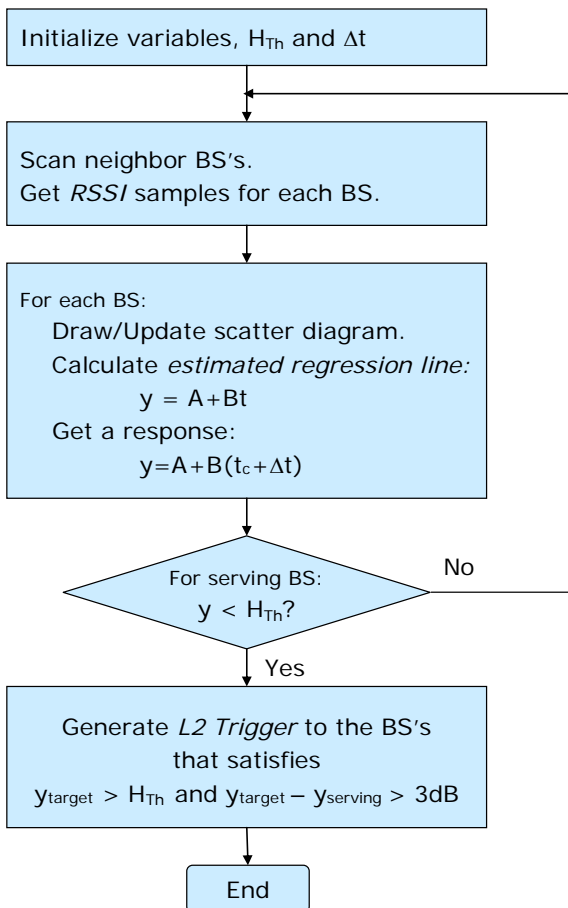 Initialize variables, H_Th and Δt
Scan neighbor BS's.
Get RSSI samples for each BS.
For each BS:
Draw/Update scatter diagram.
Calculate estimated regression line:
y = A+Bt
Get a response:
y=A+B(t_c+Δt)
For serving BS:
y < H_Th?
No
Yes
Generate L2 Trigger to the BS's
that satisfies
y_target > H_Th and y_target – y_serving > 3dB
End